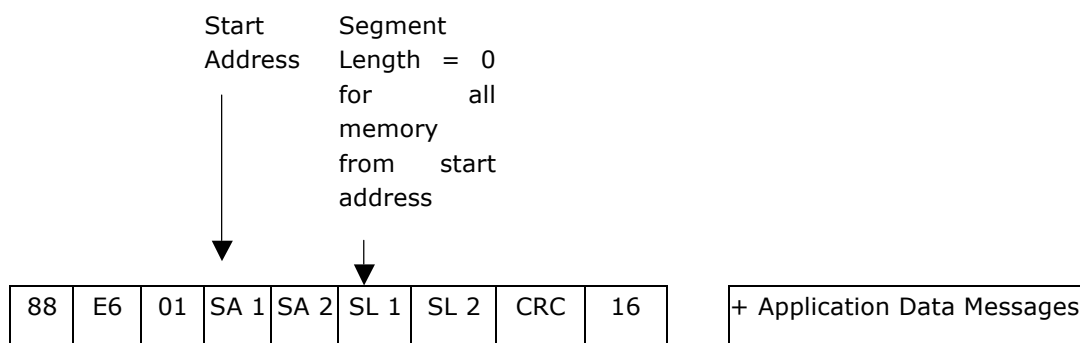 Start Address
Segment Length = 0 for all memory from start address
88 E6 01 SA 1 SA 2 SL 1 SL 2 CRC 16 + Application Data Messages